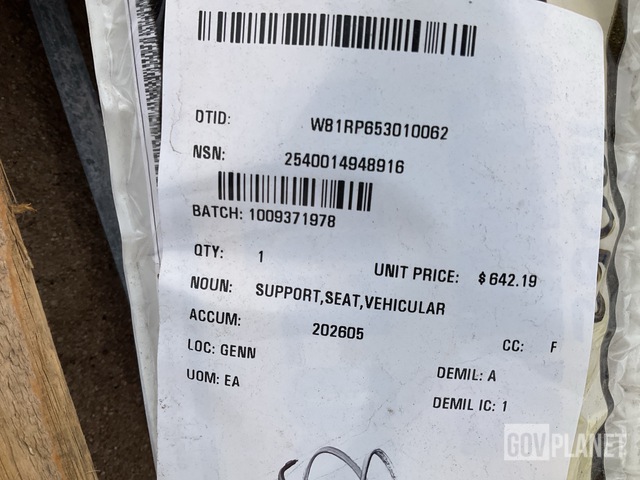 DTID: W81RP653010062
NSN: 2540014948916
BATCH: 1009371978
QTY: 1 UNIT PRICE: $ 642.19
NOUN: SUPPORT,SEAT,VEHICULAR
ACCUM: 202605
CC: F
LOC: GENN
DEMIL: A
UOM: EA
DEMIL IC: 1
GOVPLANET